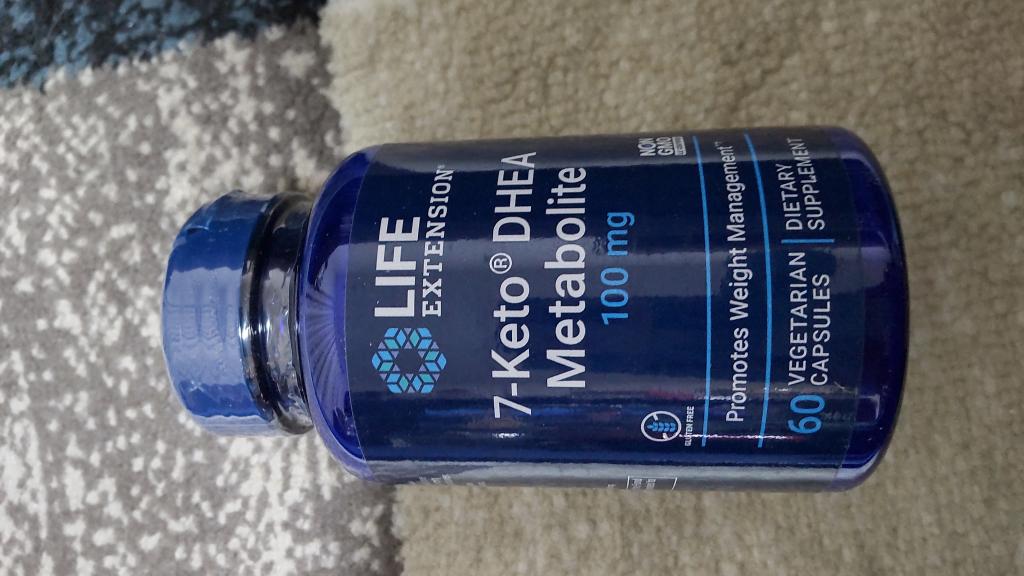 LIFE
EXTENSION®
7-Keto® DHEA
Metabolite
100 mg
GLUTEN FREE
NON
GMO
Promotes Weight Management™
60 VEGETARIAN CAPSULES
DIETARY SUPPLEMENT